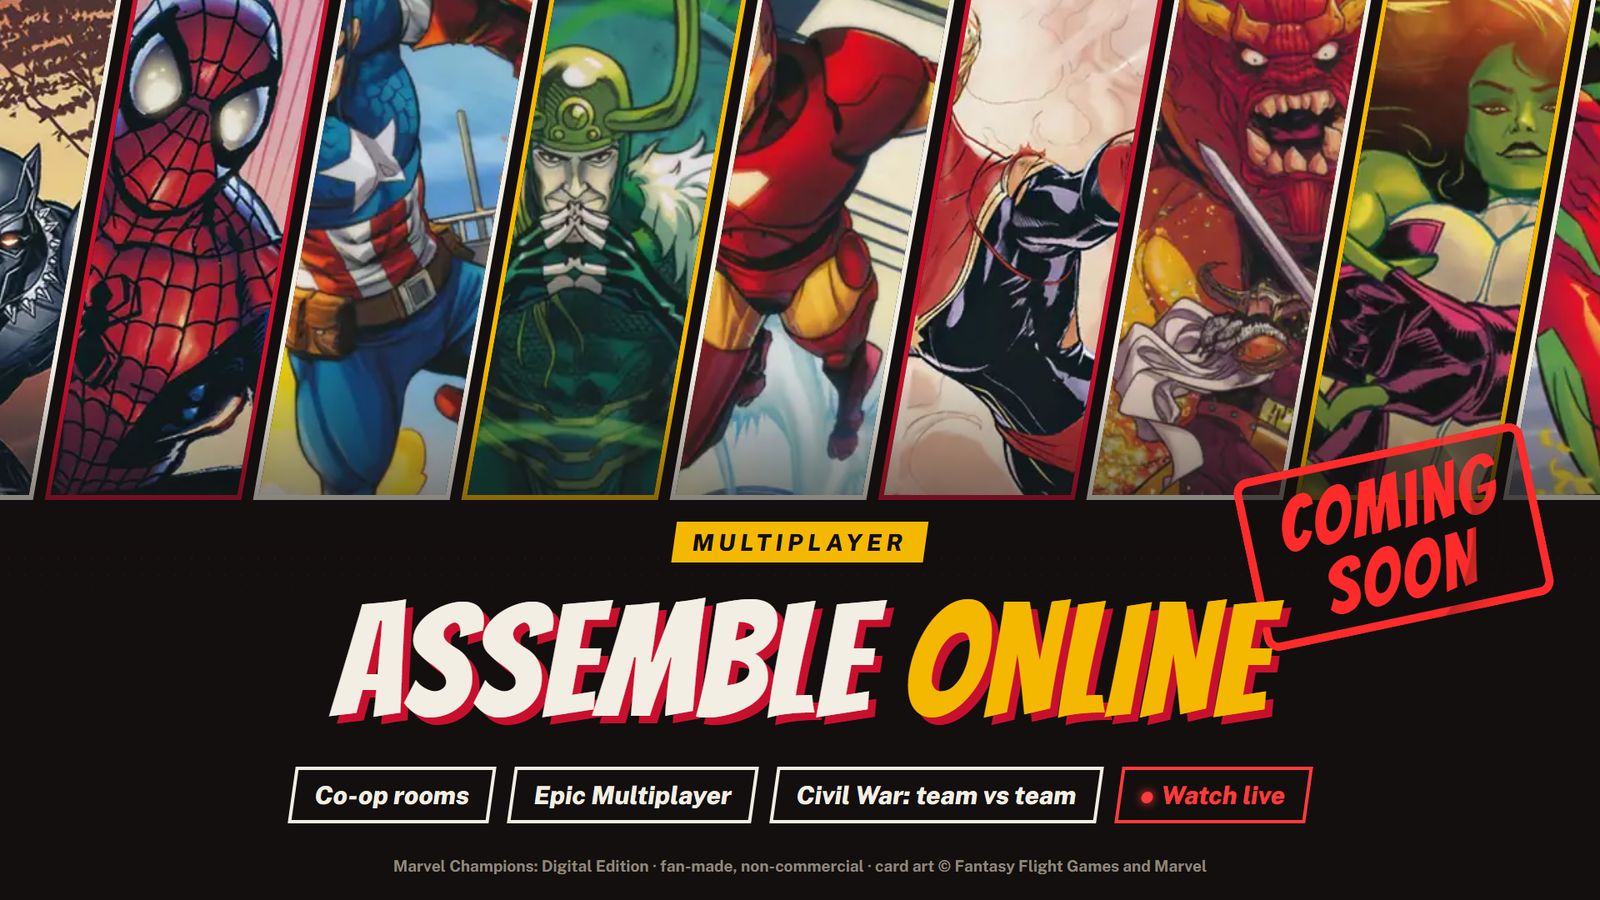 COMING
SOON
MULTIPLAYER
ASSEMBLE ONLINE
Co-op rooms
Epic Multiplayer
Civil War: team vs team
Watch live
Marvel Champions: Digital Edition · fan-made, non-commercial · card art © Fantasy Flight Games and Marvel